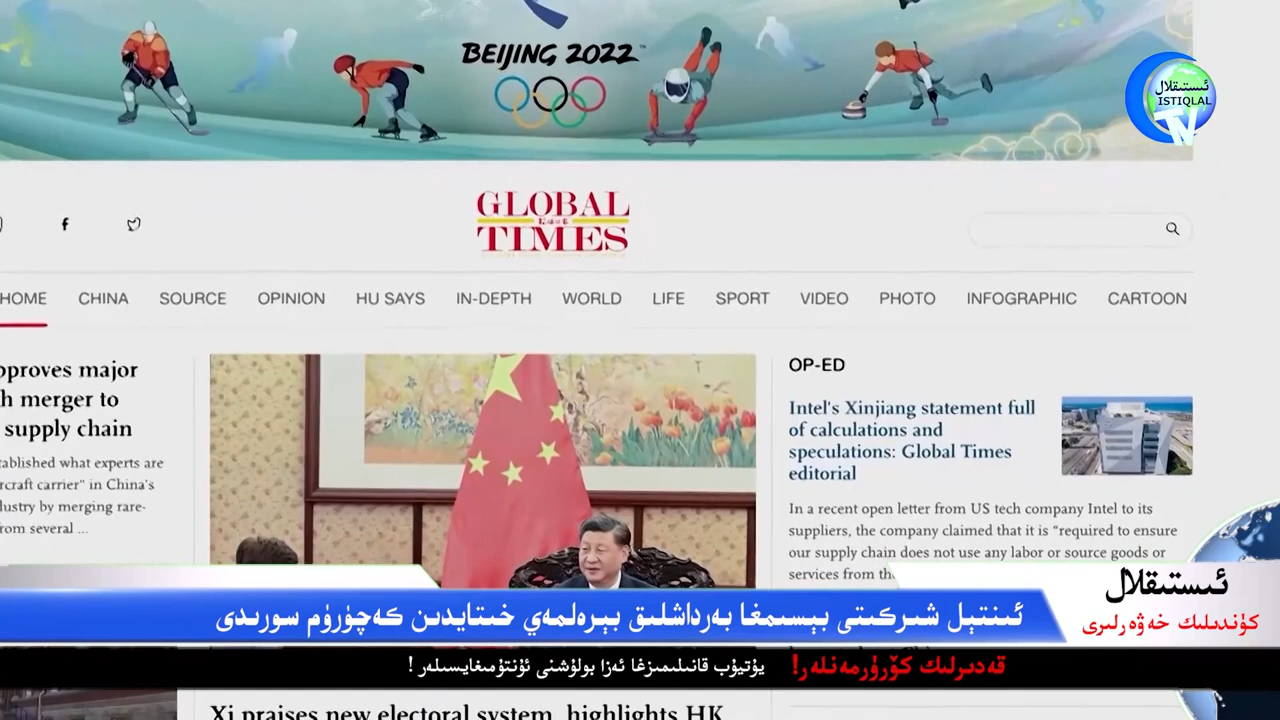 BEIJING 2022
ئىستىقلال
ISTIQLAL
TV
GLOBAL
TIMES
HOME CHINA SOURCE OPINION HU SAYS IN-DEPTH WORLD LIFE SPORT VIDEO PHOTO INFOGRAPHIC CARTOON
pproves major
h merger to
supply chain
tablished what experts are
rcraft carrier" in China's
dustry by merging rare-
rom several ...
OP-ED
Intel's Xinjiang statement full
of calculations and
speculations: Global Times
editorial
In a recent open letter from US tech company Intel to its
suppliers, the company claimed that it is “required to ensure
our supply chain does not use any labor or source goods or
services from th
ئىستىقلال
كۈندىلىك خەۋەرلىرى
ئىنتېل شىركىتى بېسىمغا بەرداشلىق بېرەلمەي خىتايدىن كەچۈرۈم سورىدى
قەدىرلىك كۆرۈرمەنلەر!
يۇتيۇب قانىلىمىزغا ئەزا بولۇشنى ئۇنتۇمىغايسىلەر !
Xi praises new electoral system, highlights HK